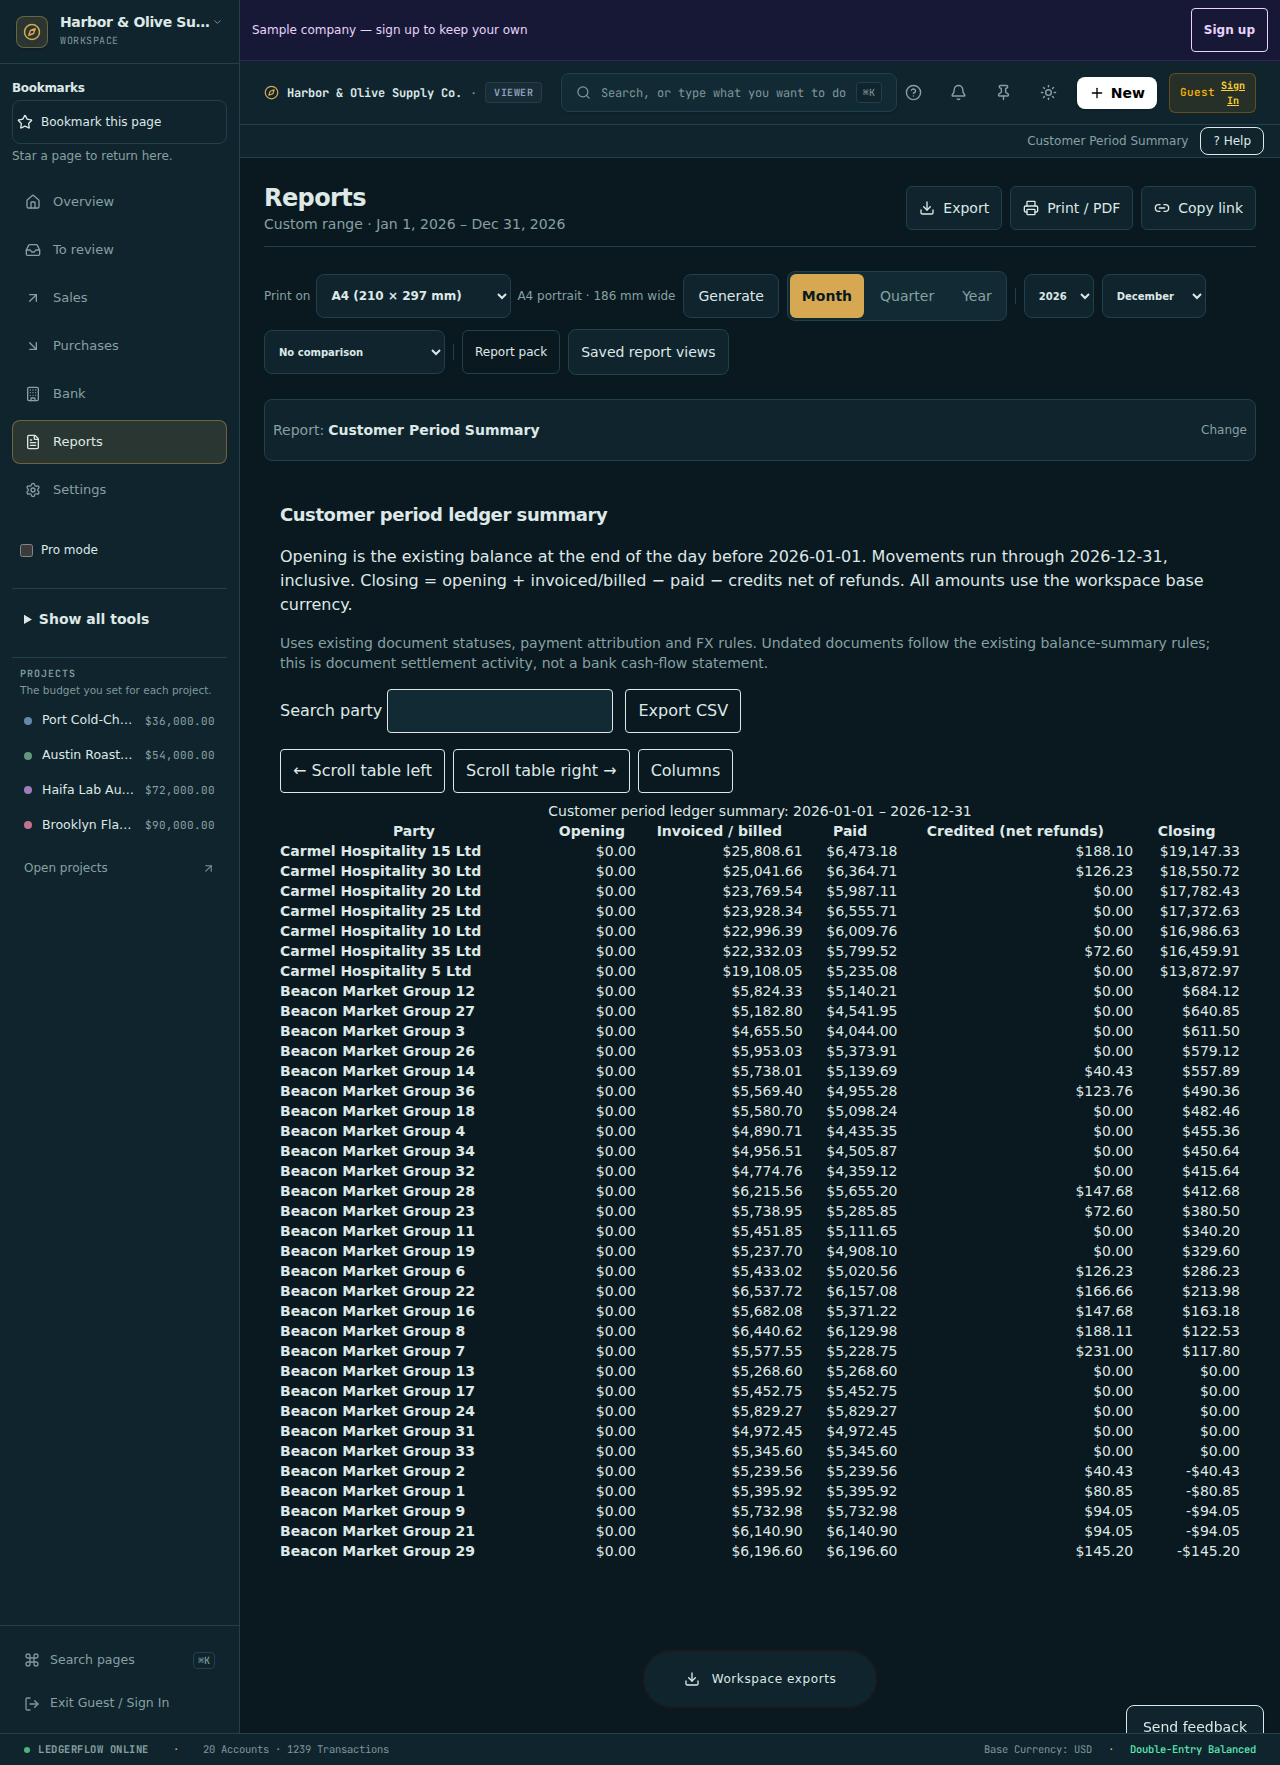 Harbor & Olive Su...
WORKSPACE
Bookmarks
Bookmark this page
Star a page to return here.
Overview
To review
Sales
Purchases
Bank
Reports
Settings
Pro mode
Show all tools
PROJECTS
The budget you set for each project.
Port Cold-Ch... $36,000.00
Austin Roast... $54,000.00
Haifa Lab Au... $72,000.00
Brooklyn Fla... $90,000.00
Open projects
Search pages ⌘K
Exit Guest / Sign In
Sample company — sign up to keep your own
Sign up
Harbor & Olive Supply Co. · VIEWER
Search, or type what you want to do ⌘K
New
Guest Sign In
Customer Period Summary
? Help
Reports
Custom range · Jan 1, 2026 – Dec 31, 2026
Export
Print / PDF
Copy link
Print on A4 (210 × 297 mm) A4 portrait · 186 mm wide Generate Month Quarter Year 2026 December
No comparison Report pack Saved report views
Report: Customer Period Summary Change
Customer period ledger summary
Opening is the existing balance at the end of the day before 2026-01-01. Movements run through 2026-12-31,
inclusive. Closing = opening + invoiced/billed − paid − credits net of refunds. All amounts use the workspace base
currency.
Uses existing document statuses, payment attribution and FX rules. Undated documents follow the existing balance-summary rules;
this is document settlement activity, not a bank cash-flow statement.
Search party Export CSV
← Scroll table left Scroll table right → Columns
Customer period ledger summary: 2026-01-01 – 2026-12-31
Party Opening Invoiced / billed Paid Credited (net refunds) Closing
Carmel Hospitality 15 Ltd $0.00 $25,808.61 $6,473.18 $188.10 $19,147.33
Carmel Hospitality 30 Ltd $0.00 $25,041.66 $6,364.71 $126.23 $18,550.72
Carmel Hospitality 20 Ltd $0.00 $23,769.54 $5,987.11 $0.00 $17,782.43
Carmel Hospitality 25 Ltd $0.00 $23,928.34 $6,555.71 $0.00 $17,372.63
Carmel Hospitality 10 Ltd $0.00 $22,996.39 $6,009.76 $0.00 $16,986.63
Carmel Hospitality 35 Ltd $0.00 $22,332.03 $5,799.52 $72.60 $16,459.91
Carmel Hospitality 5 Ltd $0.00 $19,108.05 $5,235.08 $0.00 $13,872.97
Beacon Market Group 12 $0.00 $5,824.33 $5,140.21 $0.00 $684.12
Beacon Market Group 27 $0.00 $5,182.80 $4,541.95 $0.00 $640.85
Beacon Market Group 3 $0.00 $4,655.50 $4,044.00 $0.00 $611.50
Beacon Market Group 26 $0.00 $5,953.03 $5,373.91 $0.00 $579.12
Beacon Market Group 14 $0.00 $5,738.01 $5,139.69 $40.43 $557.89
Beacon Market Group 36 $0.00 $5,569.40 $4,955.28 $123.76 $490.36
Beacon Market Group 18 $0.00 $5,580.70 $5,098.24 $0.00 $482.46
Beacon Market Group 4 $0.00 $4,890.71 $4,435.35 $0.00 $455.36
Beacon Market Group 34 $0.00 $4,956.51 $4,505.87 $0.00 $450.64
Beacon Market Group 32 $0.00 $4,774.76 $4,359.12 $0.00 $415.64
Beacon Market Group 28 $0.00 $6,215.56 $5,655.20 $147.68 $412.68
Beacon Market Group 23 $0.00 $5,738.95 $5,285.85 $72.60 $380.50
Beacon Market Group 11 $0.00 $5,451.85 $5,111.65 $0.00 $340.20
Beacon Market Group 19 $0.00 $5,237.70 $4,908.10 $0.00 $329.60
Beacon Market Group 6 $0.00 $5,433.02 $5,020.56 $126.23 $286.23
Beacon Market Group 22 $0.00 $6,537.72 $6,157.08 $166.66 $213.98
Beacon Market Group 16 $0.00 $5,682.08 $5,371.22 $147.68 $163.18
Beacon Market Group 8 $0.00 $6,440.62 $6,129.98 $188.11 $122.53
Beacon Market Group 7 $0.00 $5,577.55 $5,228.75 $231.00 $117.80
Beacon Market Group 13 $0.00 $5,268.60 $5,268.60 $0.00 $0.00
Beacon Market Group 17 $0.00 $5,452.75 $5,452.75 $0.00 $0.00
Beacon Market Group 24 $0.00 $5,829.27 $5,829.27 $0.00 $0.00
Beacon Market Group 31 $0.00 $4,972.45 $4,972.45 $0.00 $0.00
Beacon Market Group 33 $0.00 $5,345.60 $5,345.60 $0.00 $0.00
Beacon Market Group 2 $0.00 $5,239.56 $5,239.56 $40.43 -$40.43
Beacon Market Group 1 $0.00 $5,395.92 $5,395.92 $80.85 -$80.85
Beacon Market Group 9 $0.00 $5,732.98 $5,732.98 $94.05 -$94.05
Beacon Market Group 21 $0.00 $6,140.90 $6,140.90 $94.05 -$94.05
Beacon Market Group 29 $0.00 $6,196.60 $6,196.60 $145.20 -$145.20
Workspace exports
Send feedback
LEDGERFLOW ONLINE · 20 Accounts · 1239 Transactions
Base Currency: USD · Double-Entry Balanced